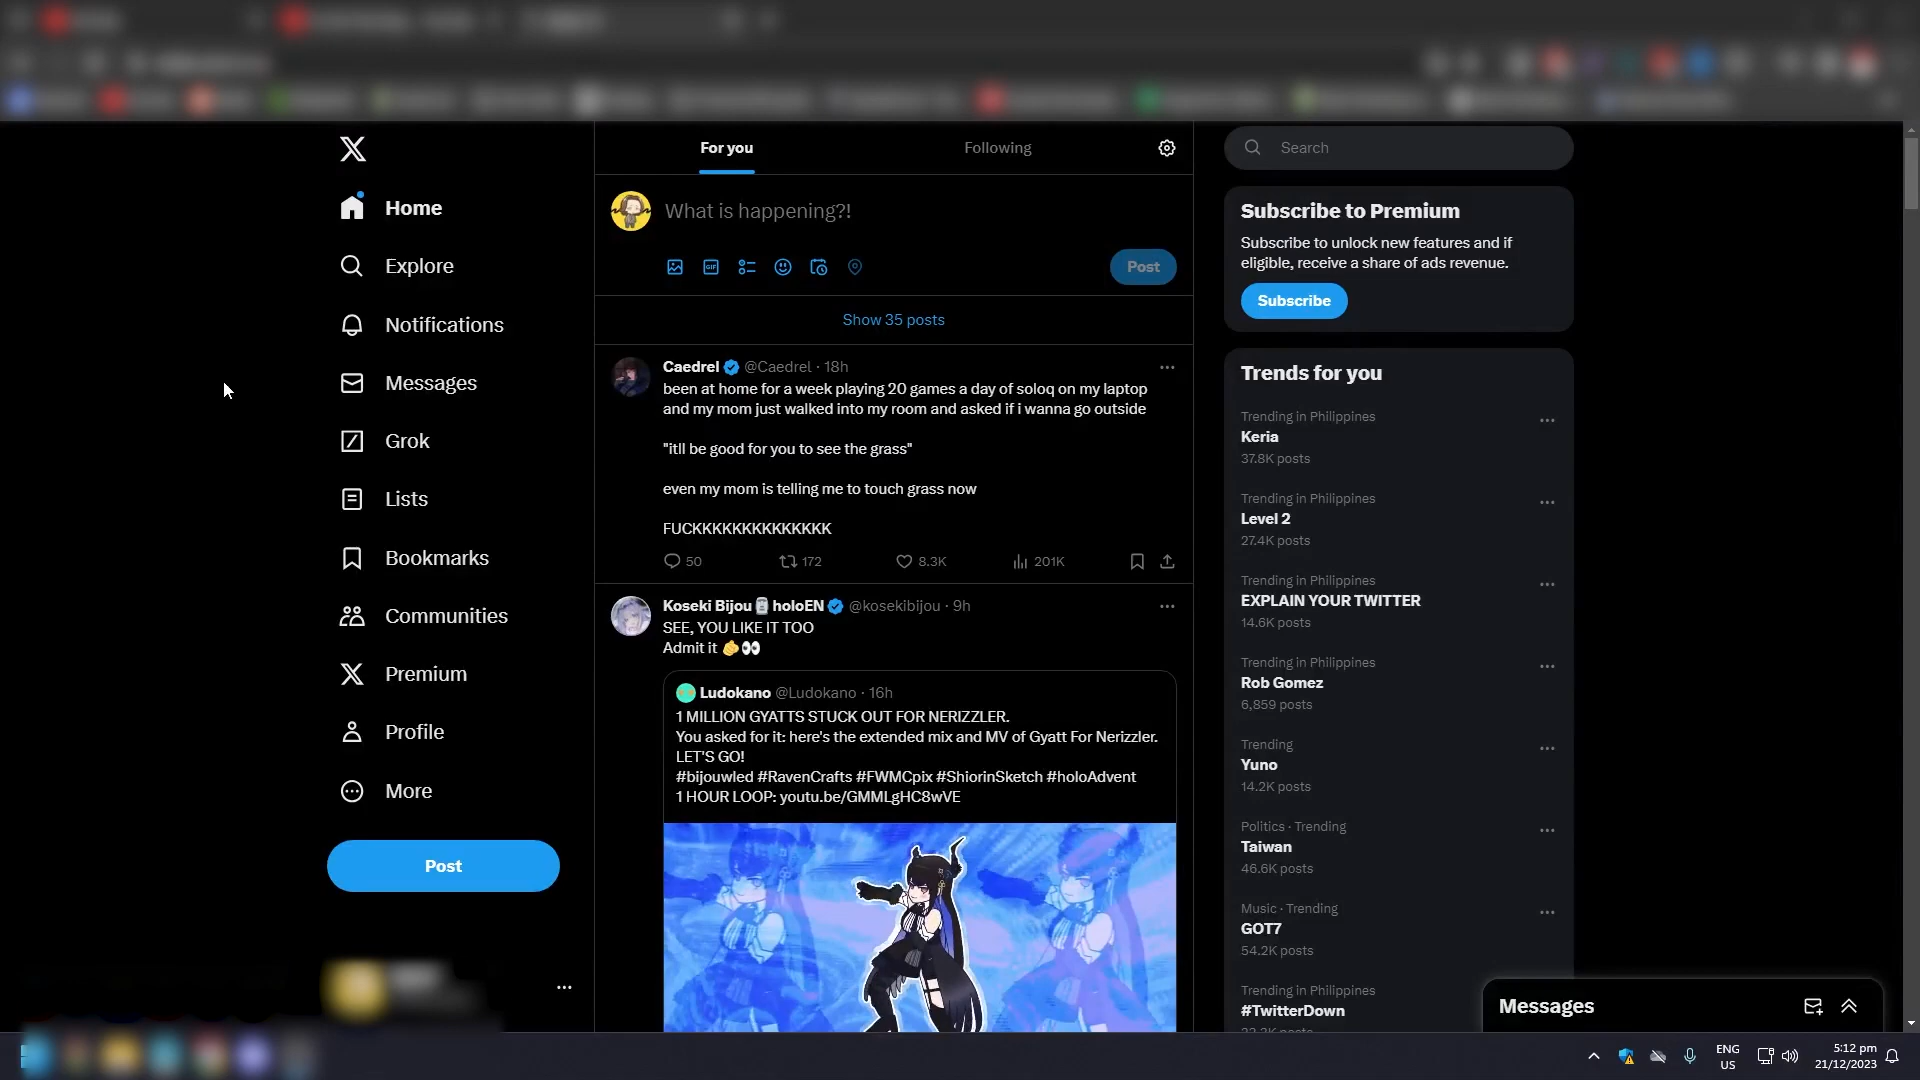 Home
Explore
Notifications
Messages
Grok
Lists
Bookmarks
Communities
Premium
Profile
More
Post
For you
Following
What is happening?!
GIF
Post
Show 35 posts
Caedrel @Caedrel · 18h
been at home for a week playing 20 games a day of soloq on my laptop
and my mom just walked into my room and asked if i wanna go outside
"itll be good for you to see the grass"
even my mom is telling me to touch grass now
FUCKKKKKKKKKKKKKK
50
172
8.3K
201K
Koseki Bijou🗿holoEN @kosekibijou · 9h
SEE, YOU LIKE IT TOO
Admit it 🫵👀
Ludokano @Ludokano · 16h
1 MILLION GYATTS STUCK OUT FOR NERIZZLER.
You asked for it: here's the extended mix and MV of Gyatt For Nerizzler.
LET'S GO!
#bijouwled #RavenCrafts #FWMCpix #ShiorinSketch #holoAdvent
1 HOUR LOOP: youtu.be/GMMLgHC8wVE
Search
Subscribe to Premium
Subscribe to unlock new features and if
eligible, receive a share of ads revenue.
Subscribe
Trends for you
Trending in Philippines
Keria
37.8K posts
Trending in Philippines
Level 2
27.4K posts
Trending in Philippines
EXPLAIN YOUR TWITTER
14.6K posts
Trending in Philippines
Rob Gomez
6,859 posts
Trending
Yuno
14.2K posts
Politics · Trending
Taiwan
46.6K posts
Music · Trending
GOT7
54.2K posts
Trending in Philippines
#TwitterDown
Messages
ENG
US
5:12 pm
21/12/2023